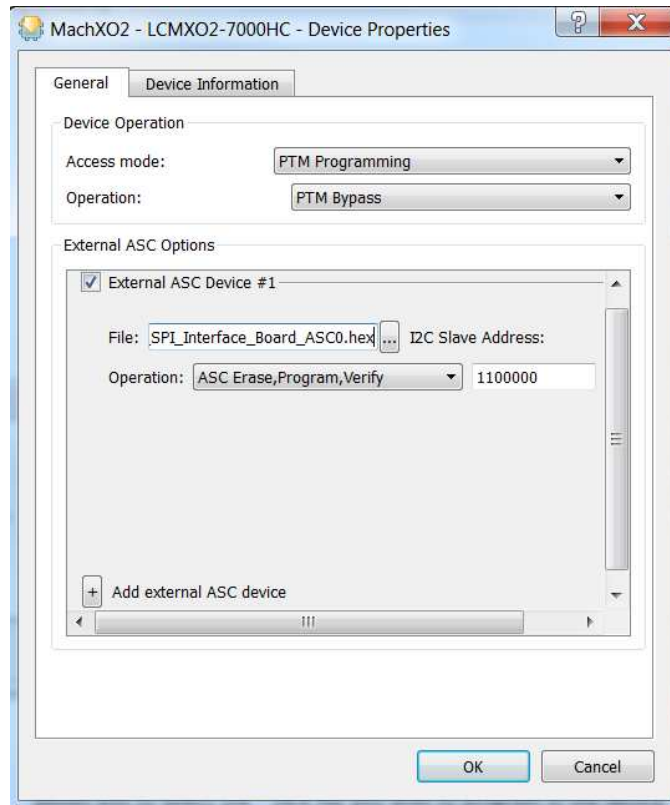 MachXO2 - LCMXO2-7000HC - Device Properties
General Device Information
Device Operation
Access mode: PTM Programming
Operation: PTM Bypass
External ASC Options
External ASC Device #1
File: SPI_Interface_Board_ASC0.hex ... I2C Slave Address:
Operation: ASC Erase,Program,Verify 1100000
+ Add external ASC device
OK Cancel